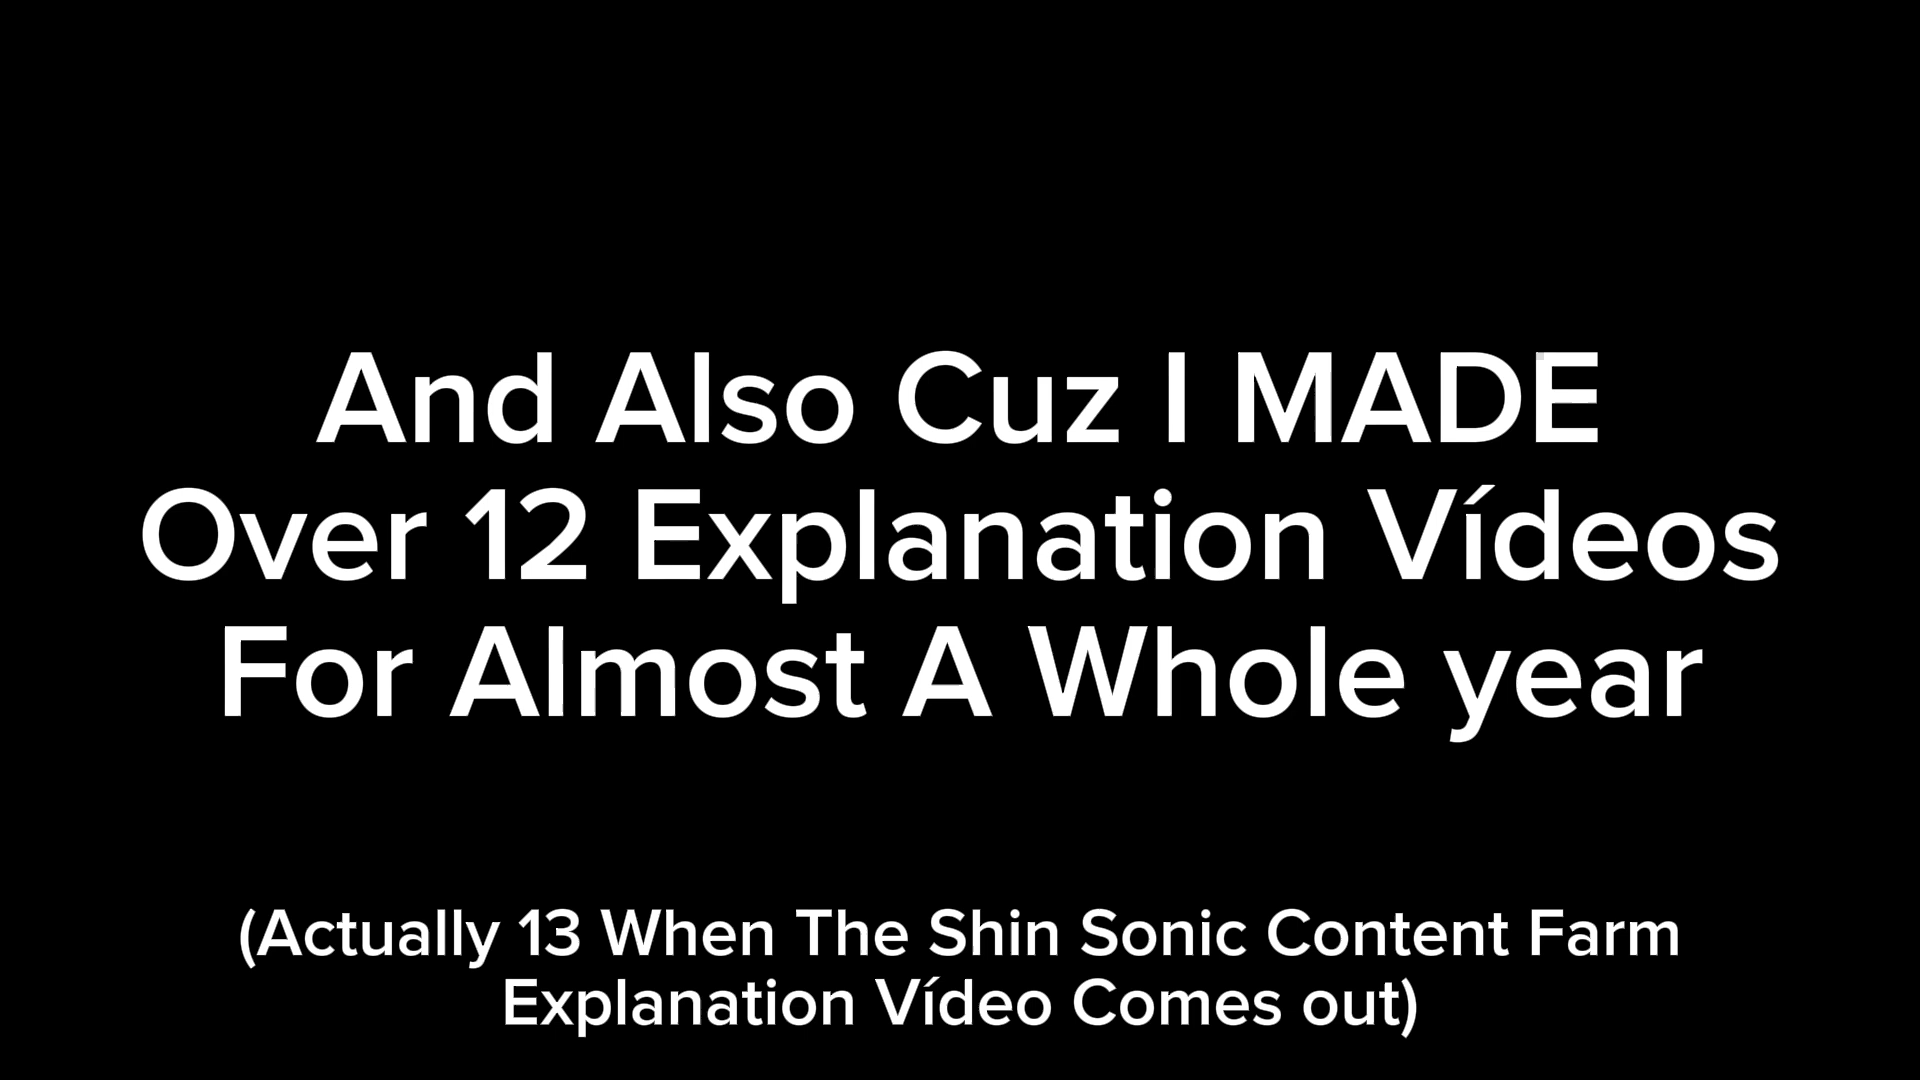 And Also Cuz I MADE
Over 12 Explanation Vídeos
For Almost A Whole year
(Actually 13 When The Shin Sonic Content Farm
Explanation Vídeo Comes out)